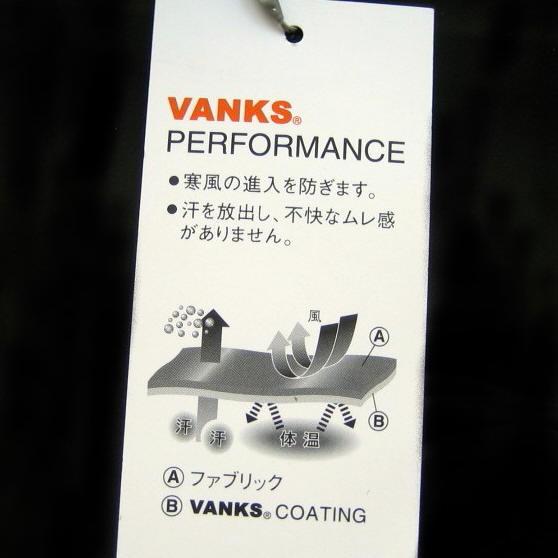 VANKS®
PERFORMANCE
●寒風の進入を防ぎます。
●汗を放出し、不快なムレ感
がありません。
風
Ⓐ
Ⓑ
汗 汗 体温
Ⓐ ファブリック
Ⓑ VANKS® COATING